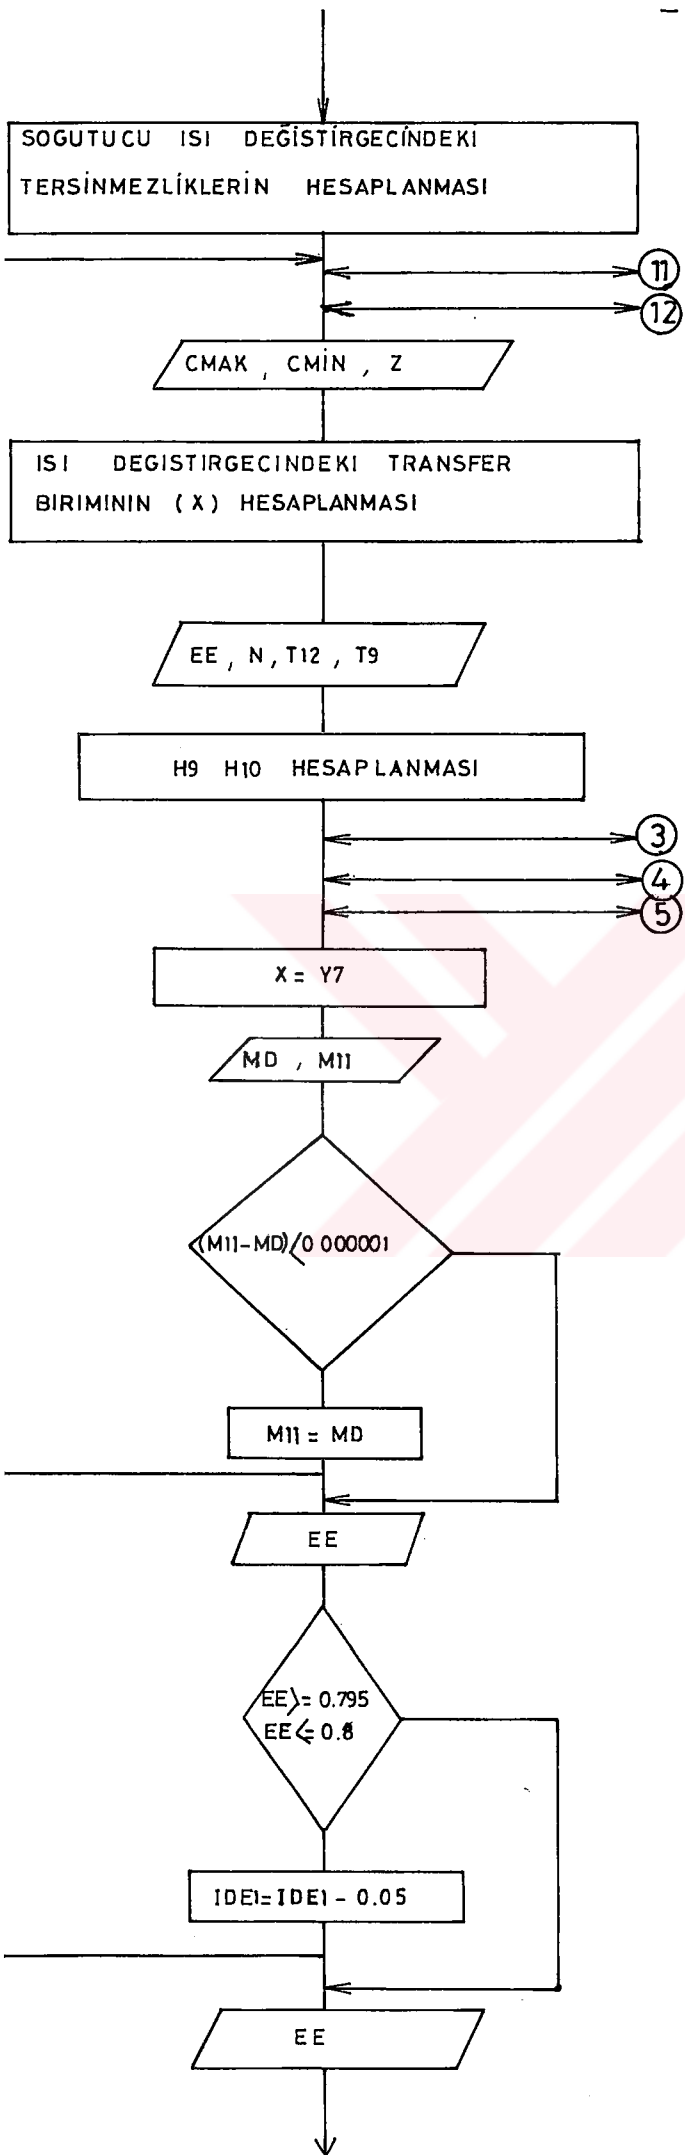 SOGUTUCU ISI DEĞİSTİRGECİNDEKİ
TERSİNMEZLİKLERİN HESAPLANMASI
11
12
CMAK , CMİN , Z
ISI DEGISTIRGECINDEKI TRANSFER
BIRIMININ (X) HESAPLANMASI
EE , N , T12 , T9
H9 H10 HESAPLANMASI
3
4
5
X = Y7
MD , M11
(M11-MD)<0 000001
M11 = MD
EE
EE>= 0.795
EE<= 0.8
IDE1=IDE1 - 0.05
EE